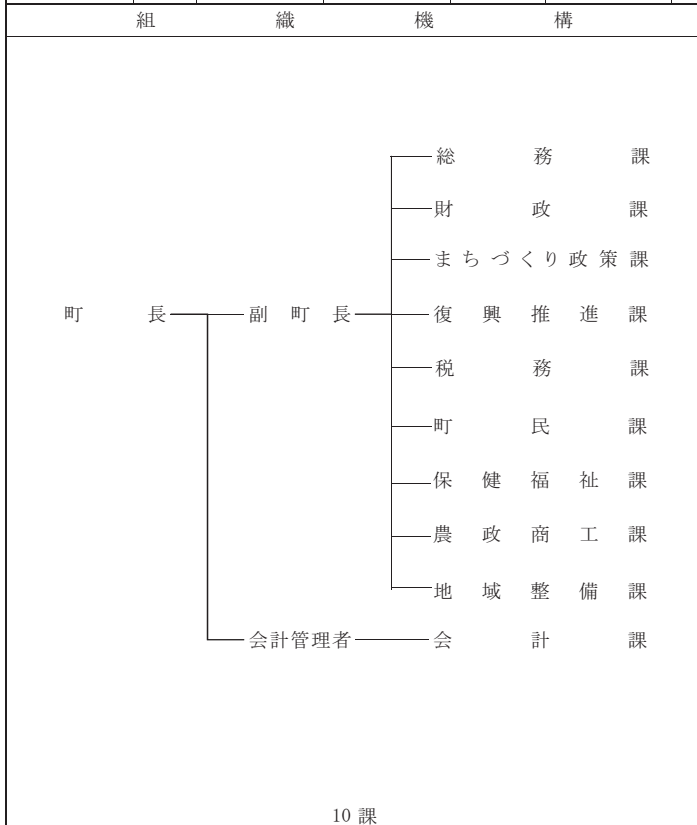 組織機構
総務課
財政課
まちづくり政策課
町長 副町長 復興推進課
税務課
町民課
保健福祉課
農政商工課
地域整備課
会計管理者 会計課
10 課